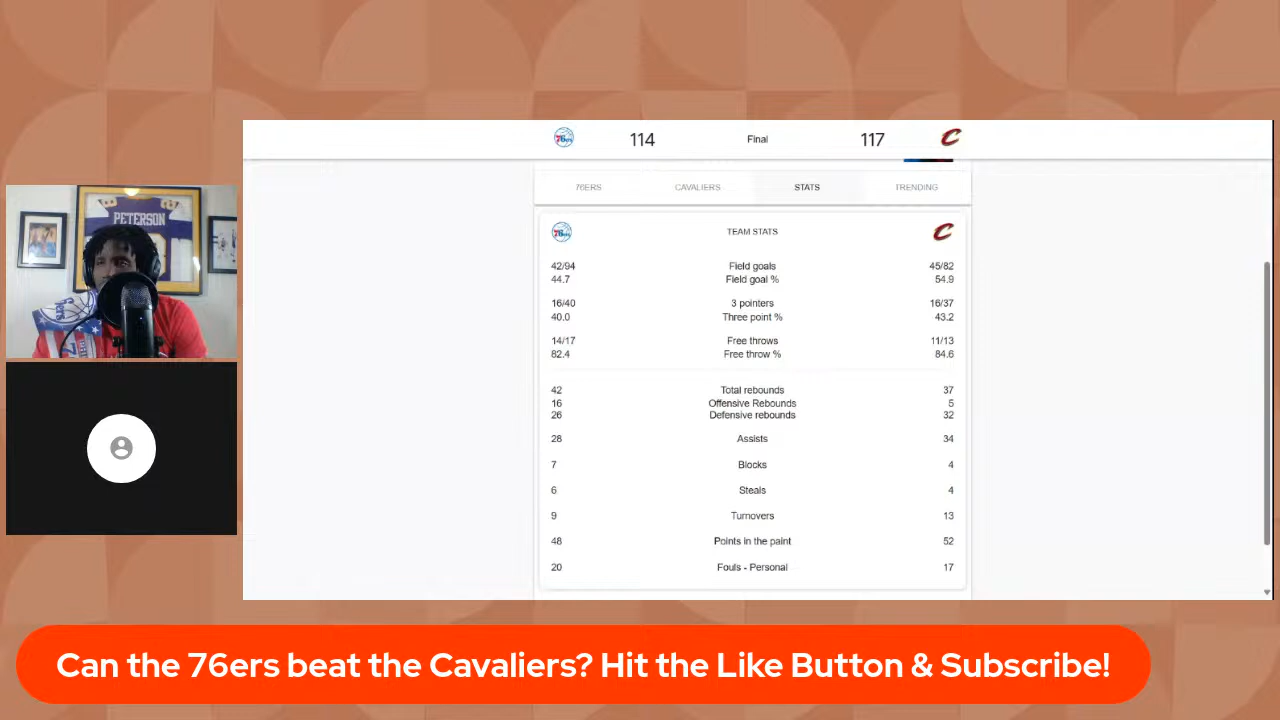 76ers
114
Final
117
C
76ERS
CAVALIERS
STATS
TRENDING
76ers
TEAM STATS
C
42/94 Field goals 45/82
44.7 Field goal % 54.9
16/40 3 pointers 16/37
40.0 Three point % 43.2
14/17 Free throws 11/13
82.4 Free throw % 84.6
42 Total rebounds 37
16 Offensive Rebounds 5
26 Defensive rebounds 32
28 Assists 34
7 Blocks 4
6 Steals 4
9 Turnovers 13
48 Points in the paint 52
20 Fouls - Personal 17
PETERSON
Can the 76ers beat the Cavaliers? Hit the Like Button & Subscribe!